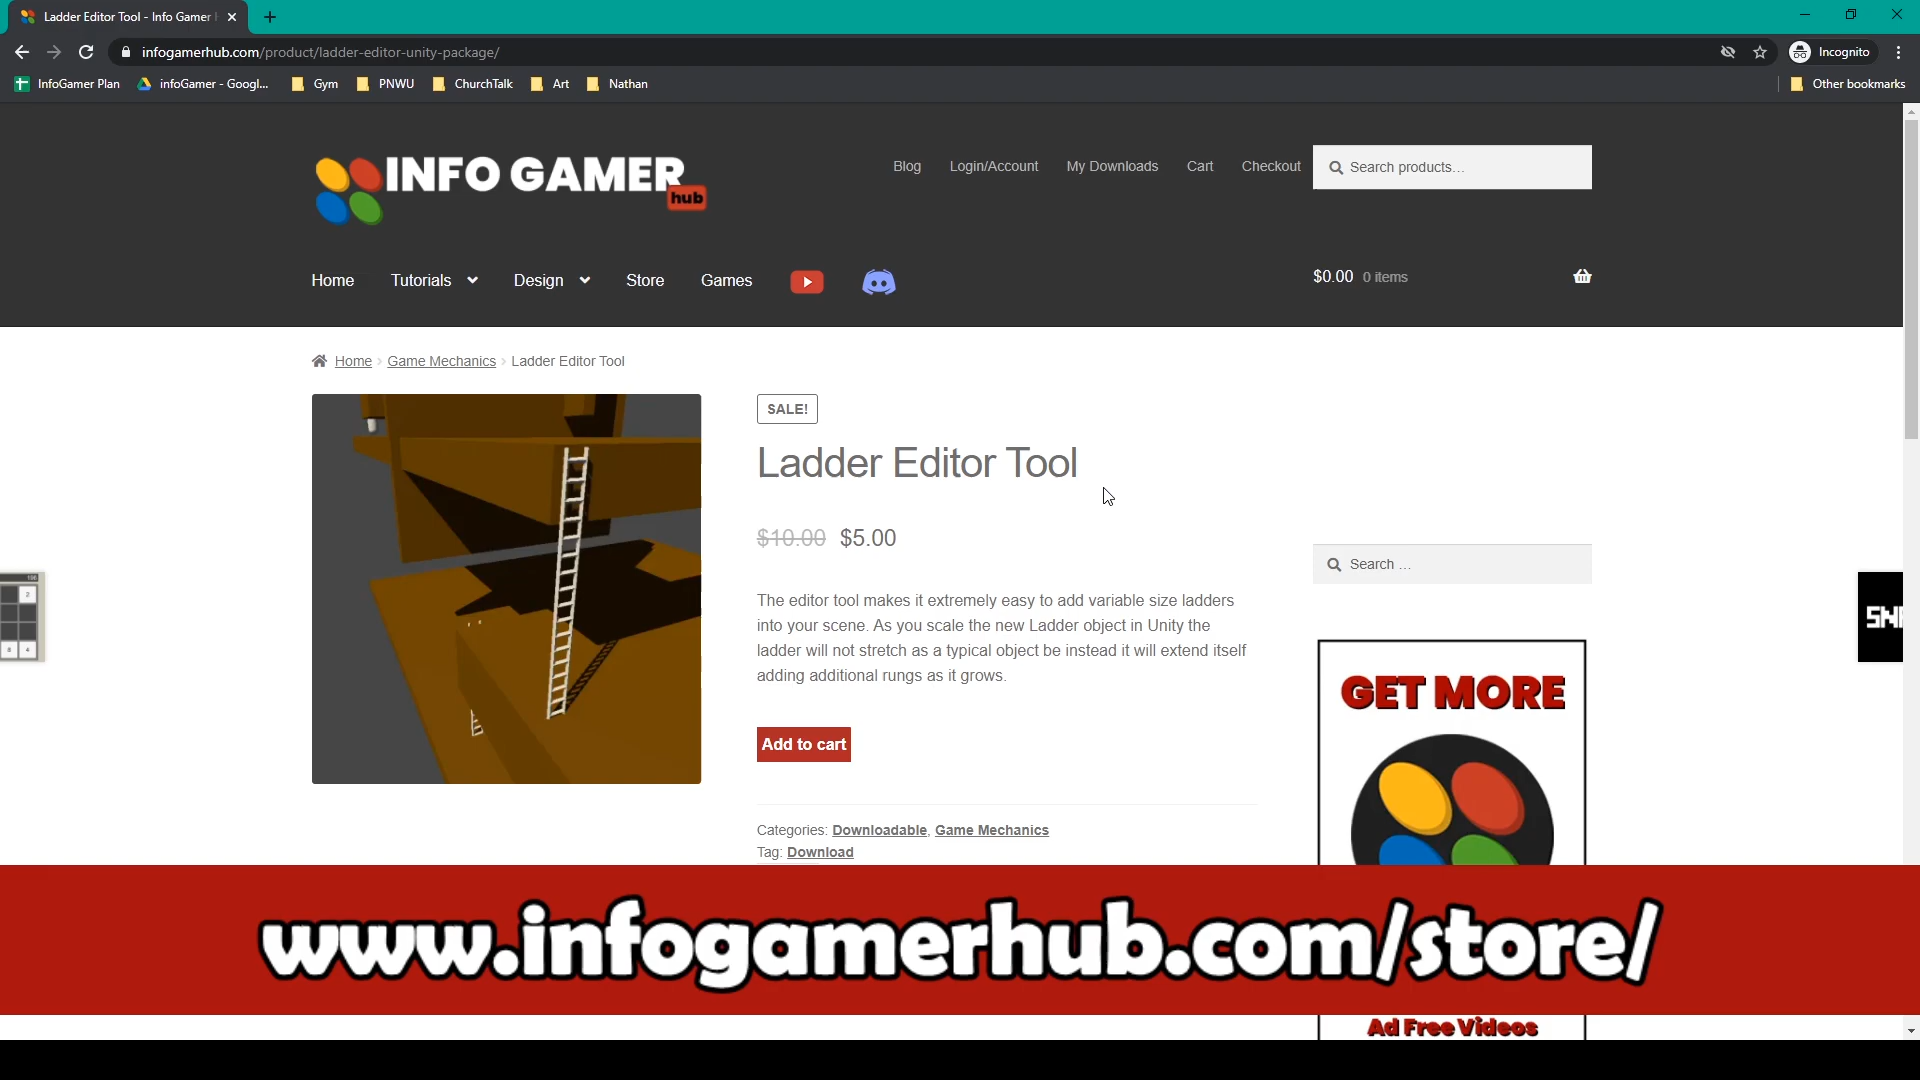 Ladder Editor Tool - Info Gamer
infogamerhub.com/product/ladder-editor-unity-package/
Incognito
InfoGamer Plan
infoGamer - Googl...
Gym
PNWU
ChurchTalk
Art
Nathan
Other bookmarks
INFO GAMER
hub
Blog
Login/Account
My Downloads
Cart
Checkout
Search products...
Home
Tutorials
Design
Store
Games
$0.00 0 items
Home
Game Mechanics
Ladder Editor Tool
SALE!
Ladder Editor Tool
$10.00 $5.00
Search ...
The editor tool makes it extremely easy to add variable size ladders
into your scene. As you scale the new Ladder object in Unity the
ladder will not stretch as a typical object be instead it will extend itself
adding additional rungs as it grows.
GET MORE
Add to cart
Categories: Downloadable, Game Mechanics
Tag: Download
www.infogamerhub.com/store/
Ad Free Videos